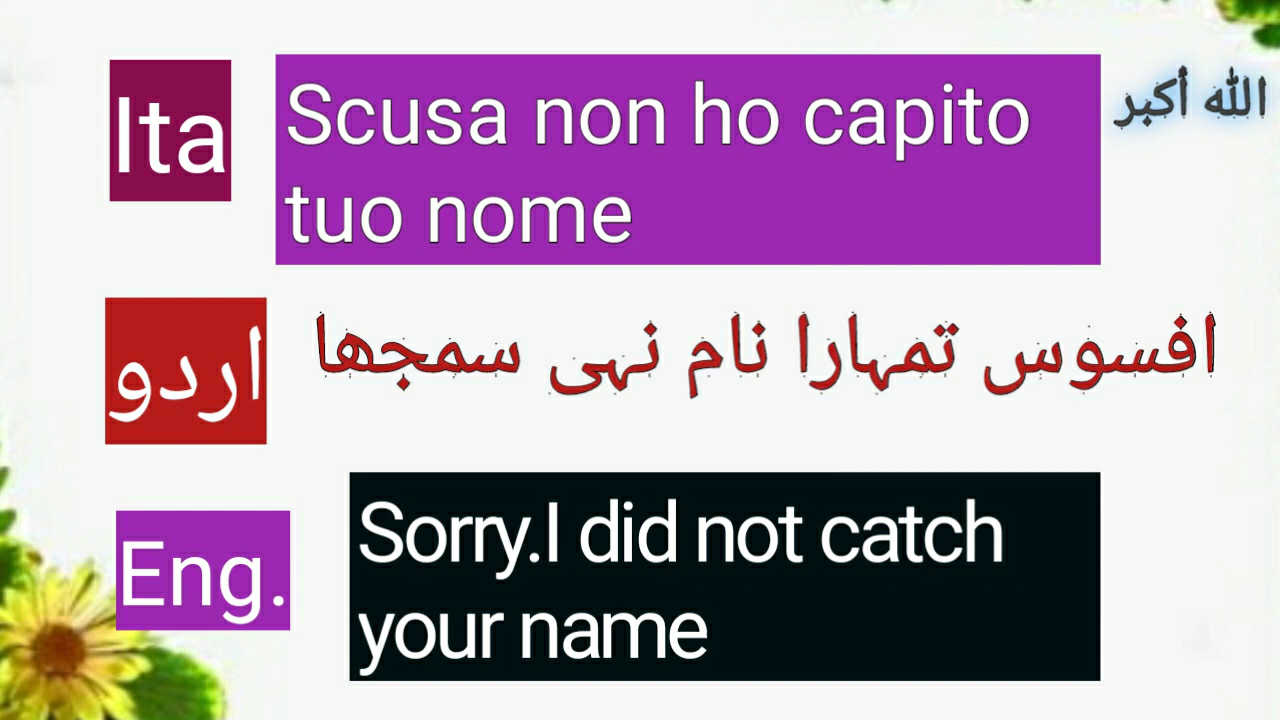 Ita
Scusa non ho capito
tuo nome
الله أكبر
اردو
افسوس تمہارا نام نہی سمجھا
Eng.
Sorry.I did not catch
your name